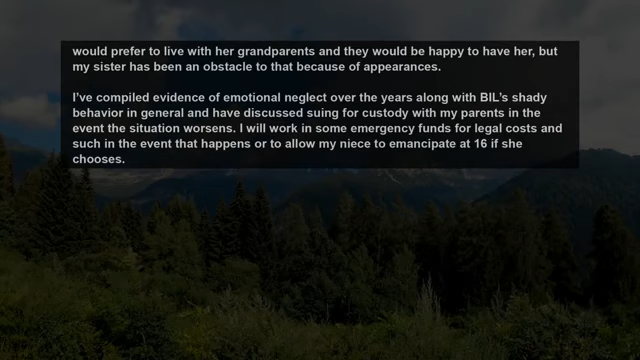 would prefer to live with her grandparents and they would be happy to have her, but
my sister has been an obstacle to that because of appearances.
I've compiled evidence of emotional neglect over the years along with BIL's shady
behavior in general and have discussed suing for custody with my parents in the
event the situation worsens. I will work in some emergency funds for legal costs and
such in the event that happens or to allow my niece to emancipate at 16 if she
chooses.